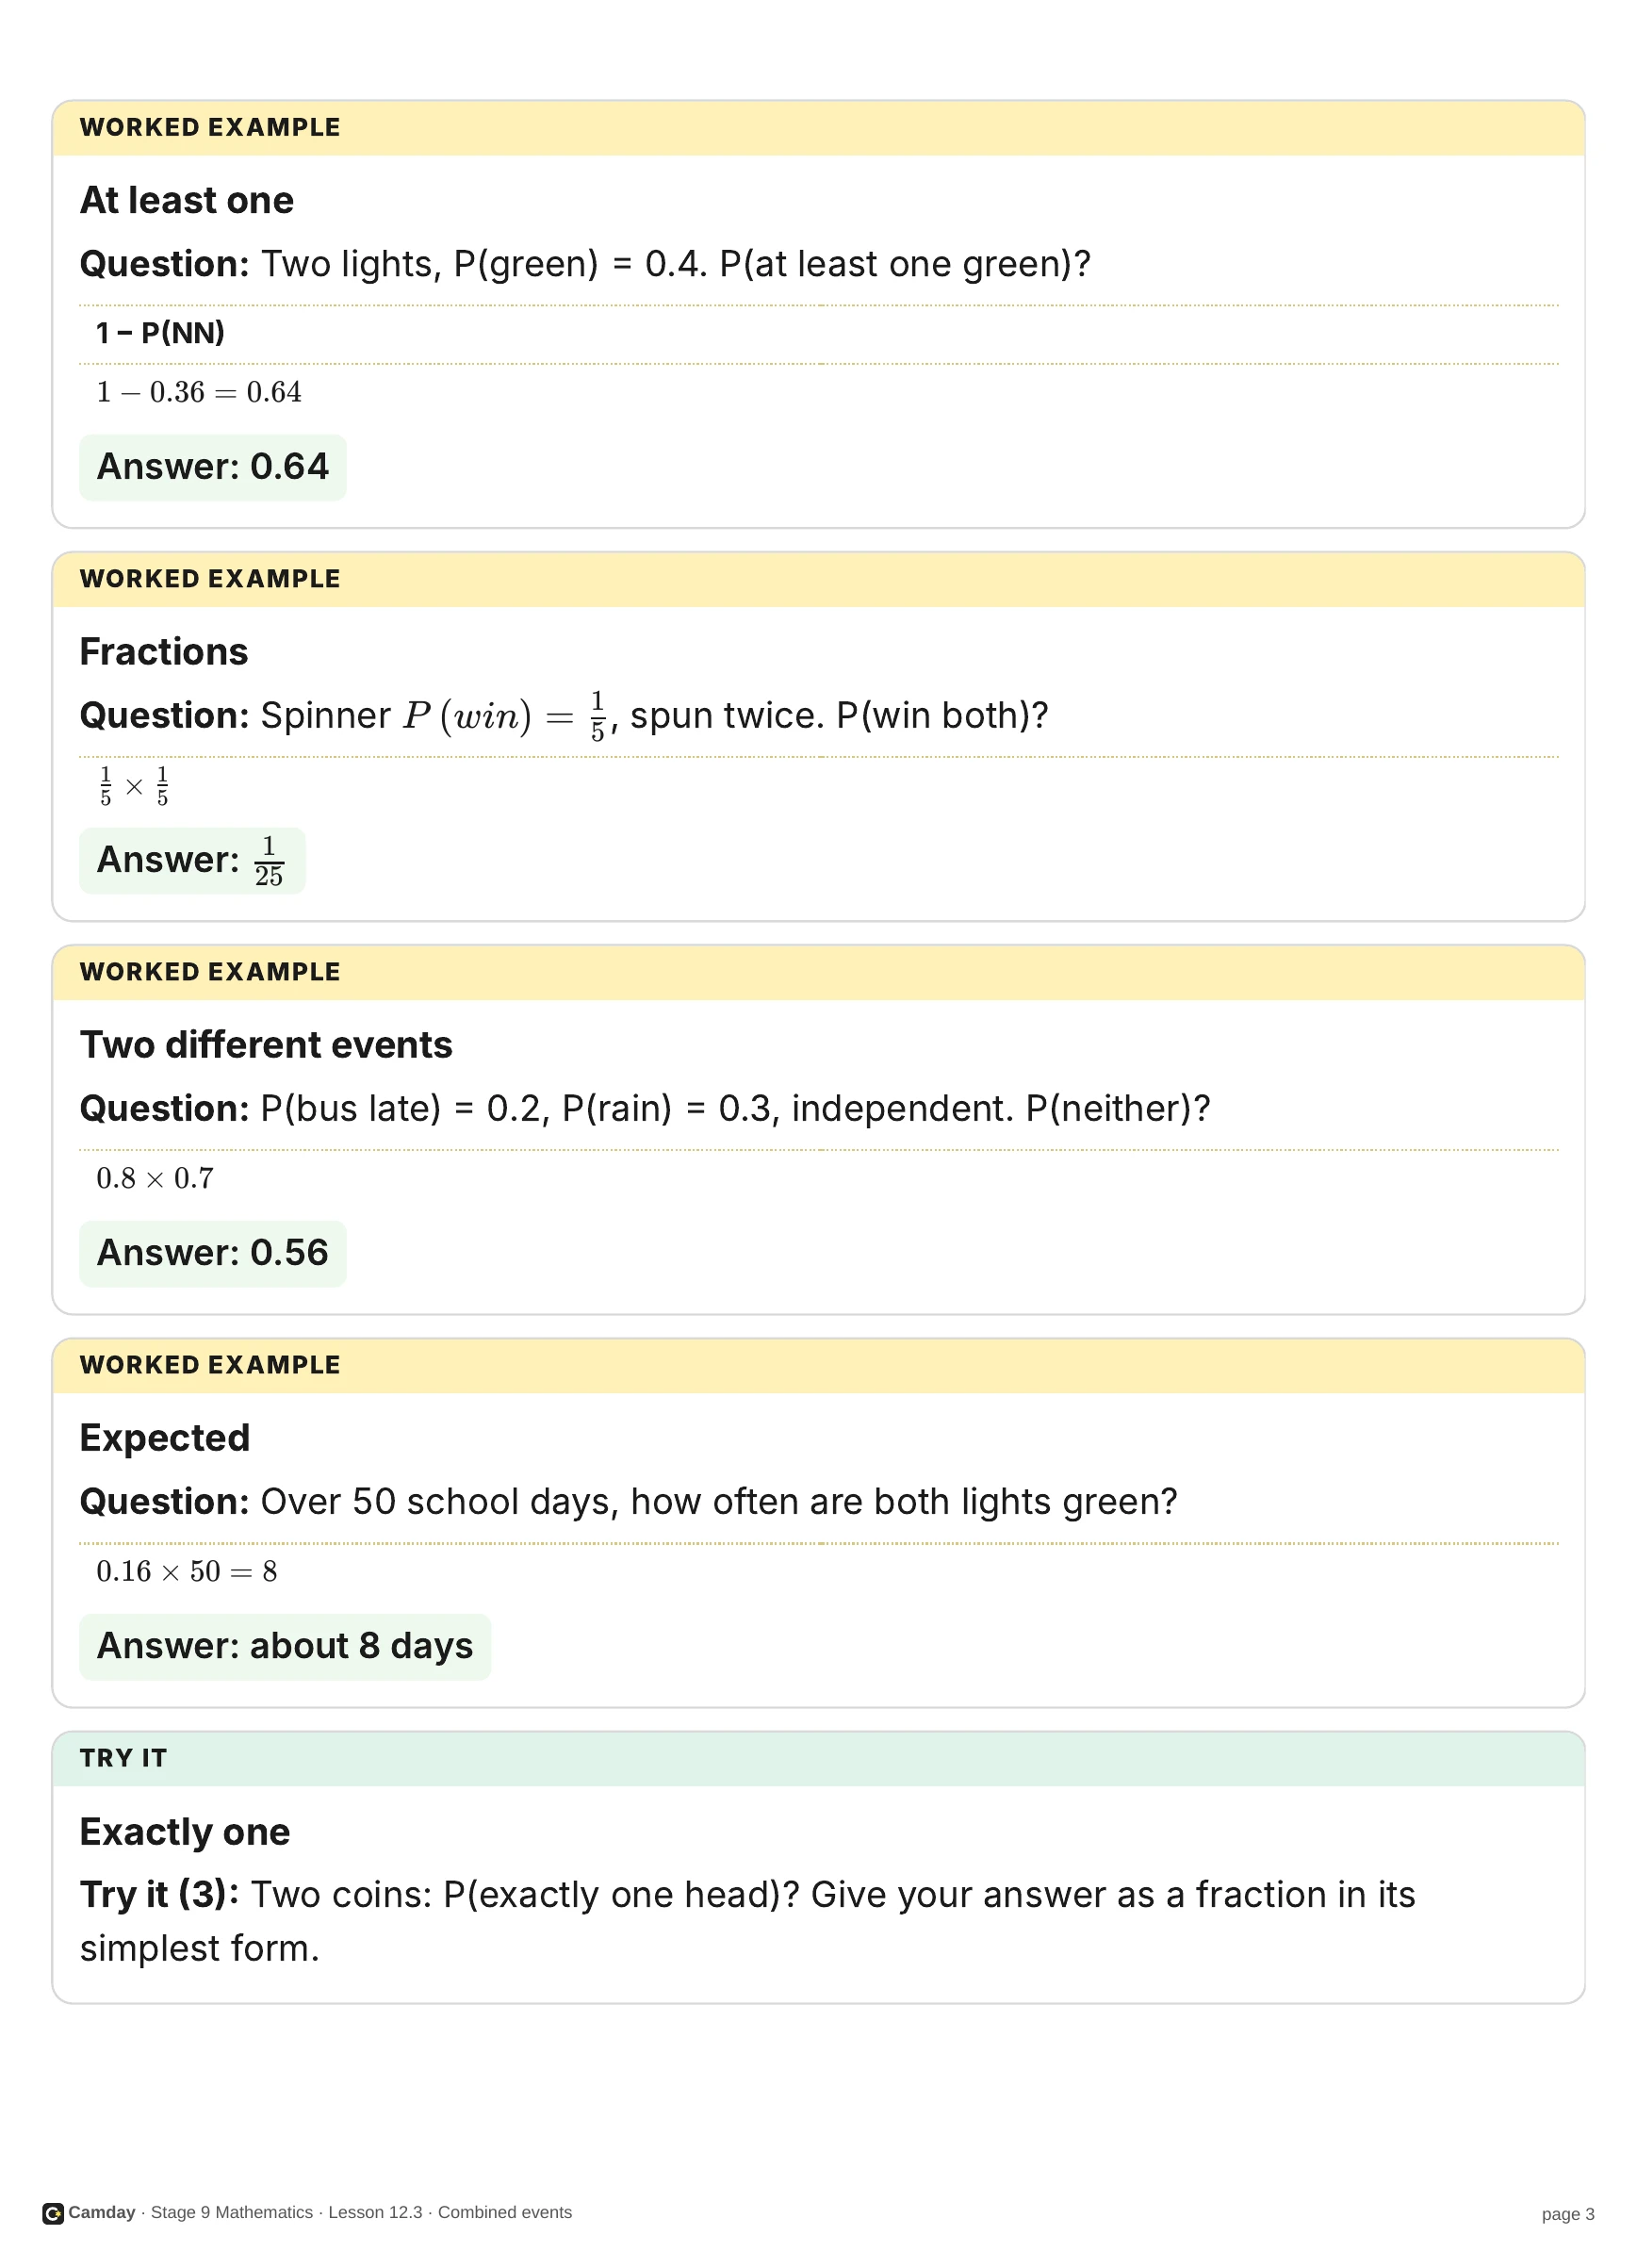 WORKED EXAMPLE
At least one
Question: Two lights, P(green) = 0.4. P(at least one green)?
1 − P(NN)
1 − 0.36 = 0.64
Answer: 0.64
WORKED EXAMPLE
Fractions
Question: Spinner P (win) = 1/5, spun twice. P(win both)?
1/5 × 1/5
Answer: 1/25
WORKED EXAMPLE
Two different events
Question: P(bus late) = 0.2, P(rain) = 0.3, independent. P(neither)?
0.8 × 0.7
Answer: 0.56
WORKED EXAMPLE
Expected
Question: Over 50 school days, how often are both lights green?
0.16 × 50 = 8
Answer: about 8 days
TRY IT
Exactly one
Try it (3): Two coins: P(exactly one head)? Give your answer as a fraction in its
simplest form.
Camday · Stage 9 Mathematics · Lesson 12.3 · Combined events
page 3